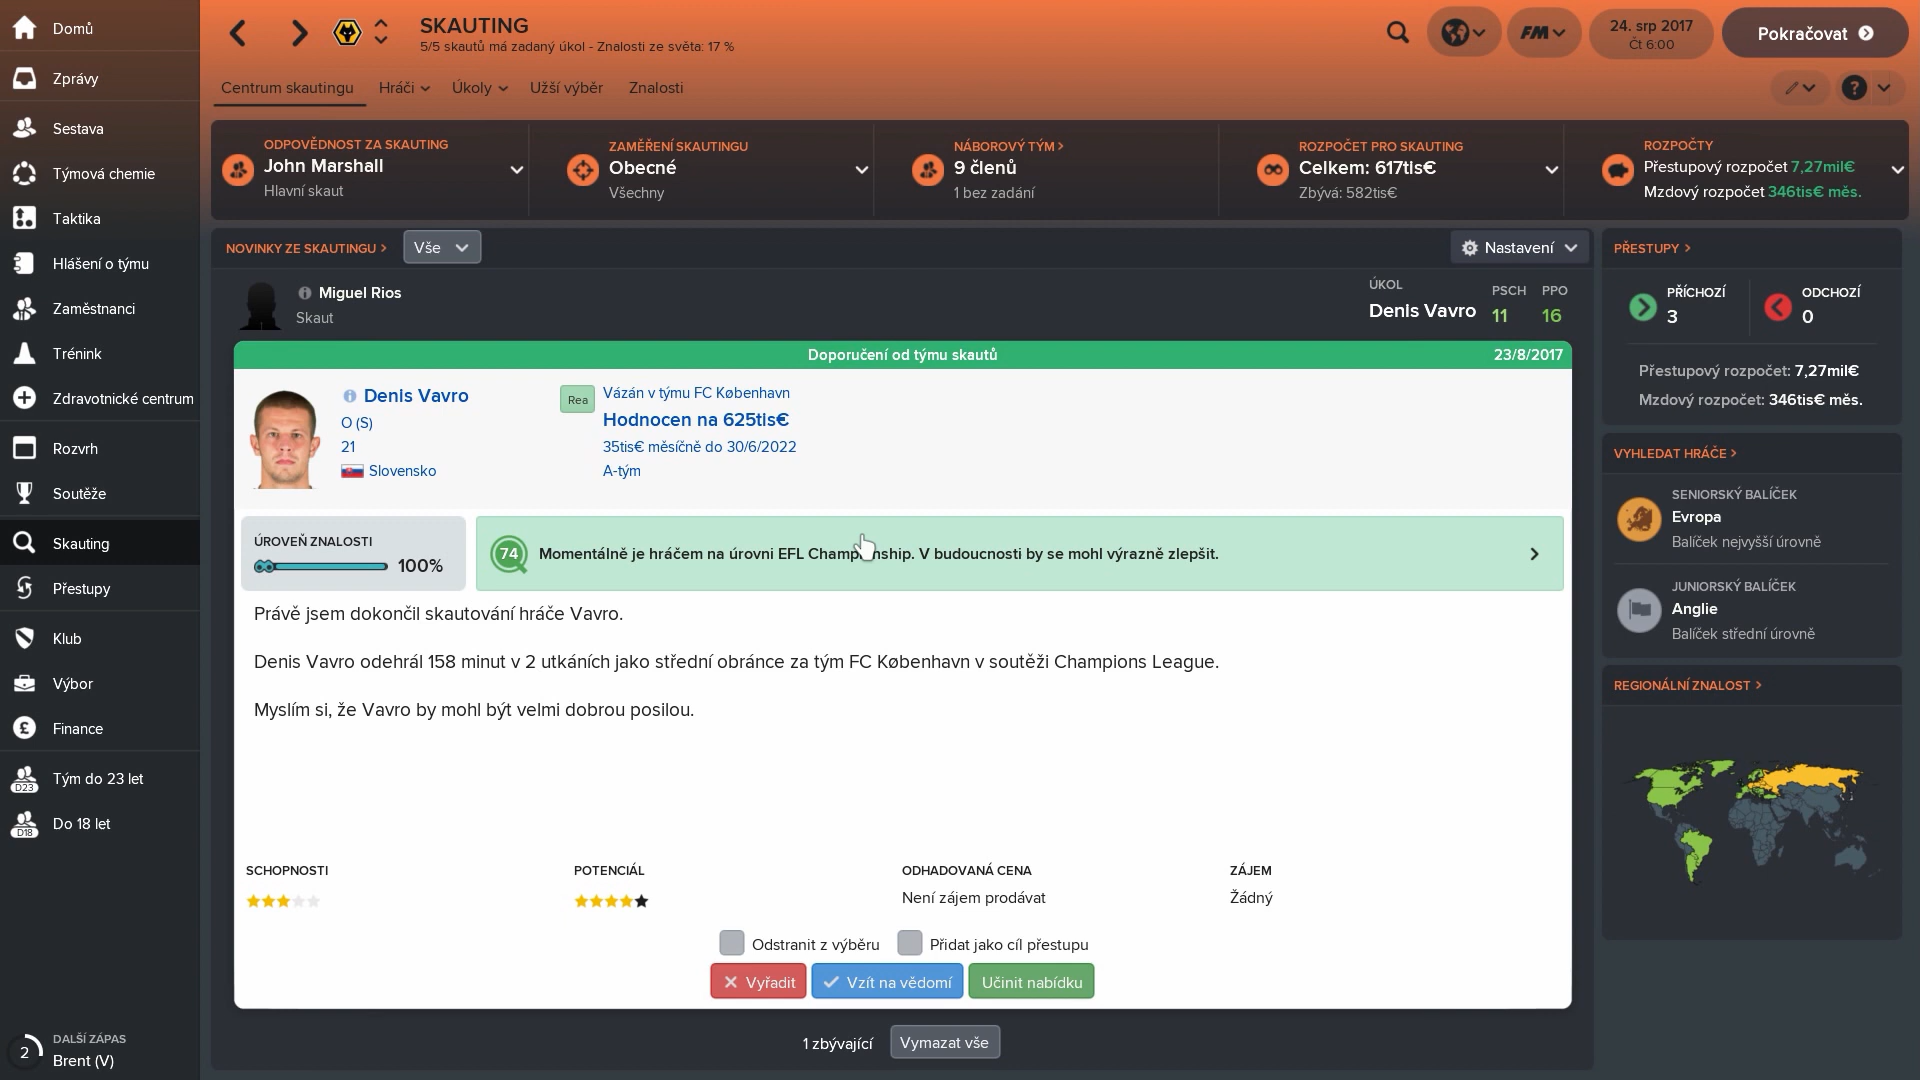 Domů
Zprávy
Sestava
Týmová chemie
Taktika
Hlášení o týmu
Zaměstnanci
Trénink
Zdravotnické centrum
Rozvrh
Soutěže
Skauting
Přestupy
Klub
Výbor
Finance
D23
Tým do 23 let
D18
Do 18 let
2
DALŠÍ ZÁPAS
Brent (V)
SKAUTING
5/5 skautů má zadaný úkol - Znalosti ze světa: 17 %
FM
24. srp 2017
Čt 6:00
Pokračovat
Centrum skautingu
Hráči
Úkoly
Užší výběr
Znalosti
?
ODPOVĚDNOST ZA SKAUTING
John Marshall
Hlavní skaut
ZAMĚŘENÍ SKAUTINGU
Obecné
Všechny
NÁBOROVÝ TÝM >
9 členů
1 bez zadání
ROZPOČET PRO SKAUTING
Celkem: 617tis€
Zbývá: 582tis€
ROZPOČTY
Přestupový rozpočet 7,27mil€
Mzdový rozpočet 346tis€ měs.
NOVINKY ZE SKAUTINGU >
Vše
Nastavení
Miguel Rios
Skaut
ÚKOL
Denis Vavro
PSCH
11
PPO
16
Doporučení od týmu skautů
23/8/2017
Denis Vavro
O (S)
21
Slovensko
Rea
Vázán v týmu FC København
Hodnocen na 625tis€
35tis€ měsíčně do 30/6/2022
A-tým
ÚROVEŇ ZNALOSTI
100%
74
Momentálně je hráčem na úrovni EFL Championship. V budoucnosti by se mohl výrazně zlepšit.
Právě jsem dokončil skautování hráče Vavro.
Denis Vavro odehrál 158 minut v 2 utkáních jako střední obránce za tým FC København v soutěži Champions League.
Myslím si, že Vavro by mohl být velmi dobrou posilou.
SCHOPNOSTI
POTENCIÁL
ODHADOVANÁ CENA
Není zájem prodávat
ZÁJEM
Žádný
Odstranit z výběru
Přidat jako cíl přestupu
Vyřadit
Vzít na vědomí
Učinit nabídku
1 zbývající
Vymazat vše
PŘESTUPY >
PŘÍCHOZÍ
3
ODCHOZÍ
0
Přestupový rozpočet: 7,27mil€
Mzdový rozpočet: 346tis€ měs.
VYHLEDAT HRÁČE >
SENIORSKÝ BALÍČEK
Evropa
Balíček nejvyšší úrovně
JUNIORSKÝ BALÍČEK
Anglie
Balíček střední úrovně
REGIONÁLNÍ ZNALOST >